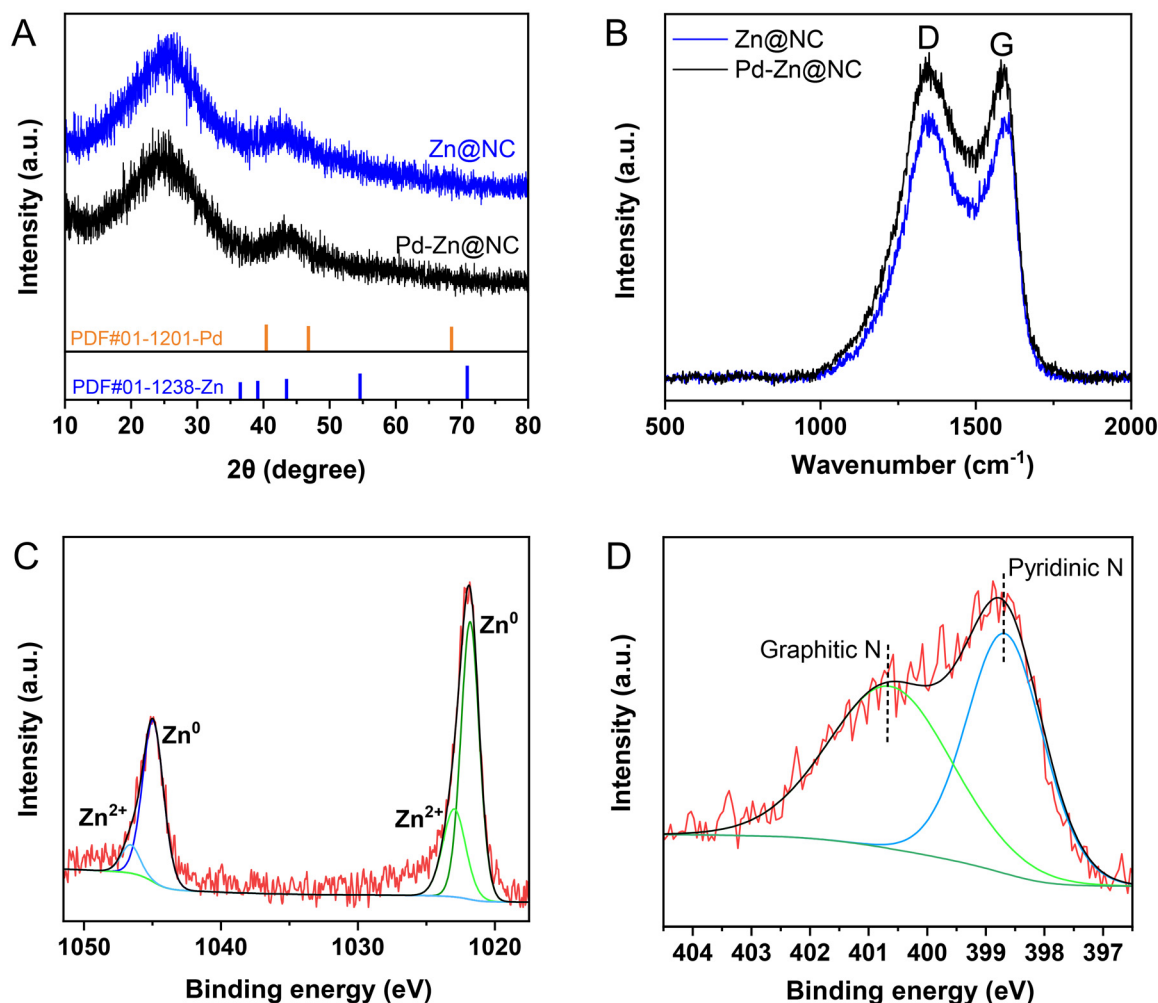 A
Intensity (a.u.)
Zn@NC
Pd-Zn@NC
PDF#01-1201-Pd
PDF#01-1238-Zn
10 20 30 40 50 60 70 80
2θ (degree)
B
Intensity (a.u.)
Zn@NC
Pd-Zn@NC
D
G
500 1000 1500 2000
Wavenumber (cm⁻¹)
C
Intensity (a.u.)
Zn²⁺
Zn⁰
Zn²⁺
Zn⁰
1050 1040 1030 1020
Binding energy (eV)
D
Intensity (a.u.)
Graphitic N
Pyridinic N
404 403 402 401 400 399 398 397
Binding energy (eV)